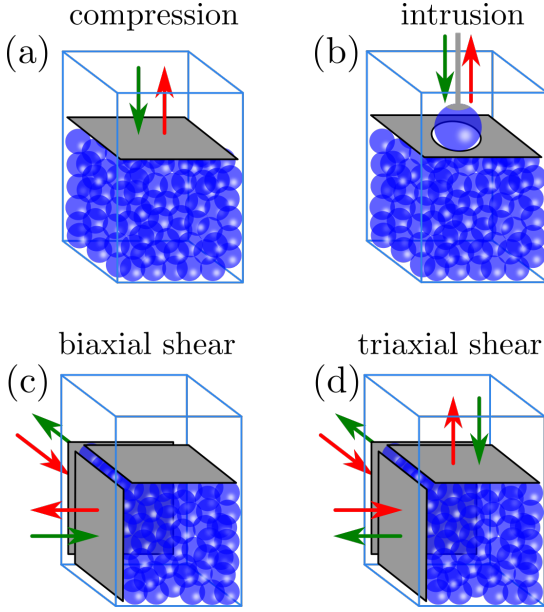 compression
(a)
intrusion
(b)
biaxial shear
(c)
triaxial shear
(d)